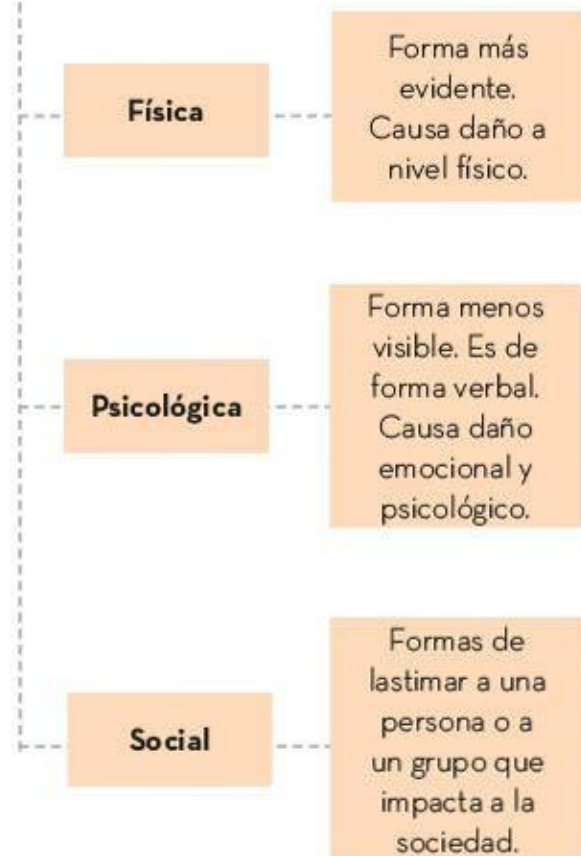 Física
Forma más
evidente.
Causa daño a
nivel físico.
Psicológica
Forma menos
visible. Es de
forma verbal.
Causa daño
emocional y
psicológico.
Social
Formas de
lastimar a una
persona o a
un grupo que
impacta a la
sociedad.